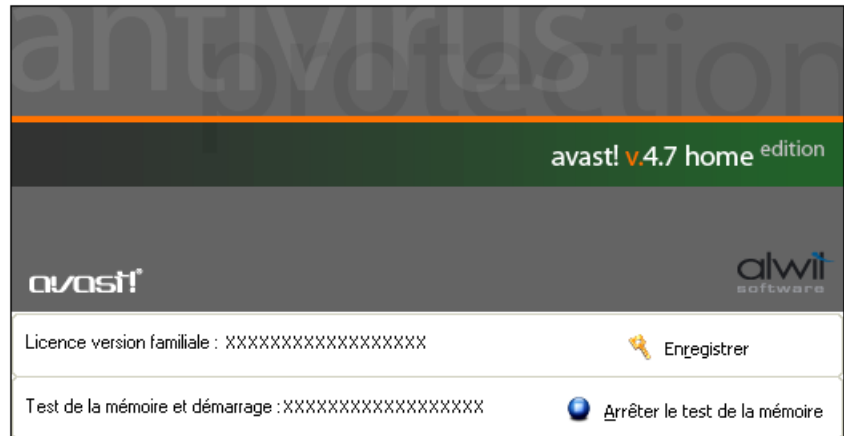 antivirus
protection
avast! v.4.7 home edition
avast!®
alwil
software
Licence version familiale : XXXXXXXXXXXXXXXXXX
Enregistrer
Test de la mémoire et démarrage :XXXXXXXXXXXXXXXXXX
Arrêter le test de la mémoire